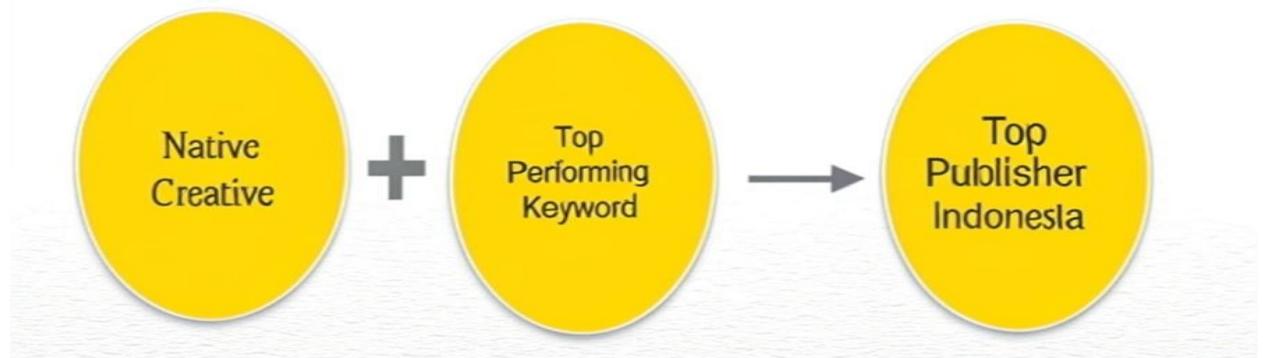 Native
Creative
+
Top
Performing
Keyword
Top
Publisher
Indonesia